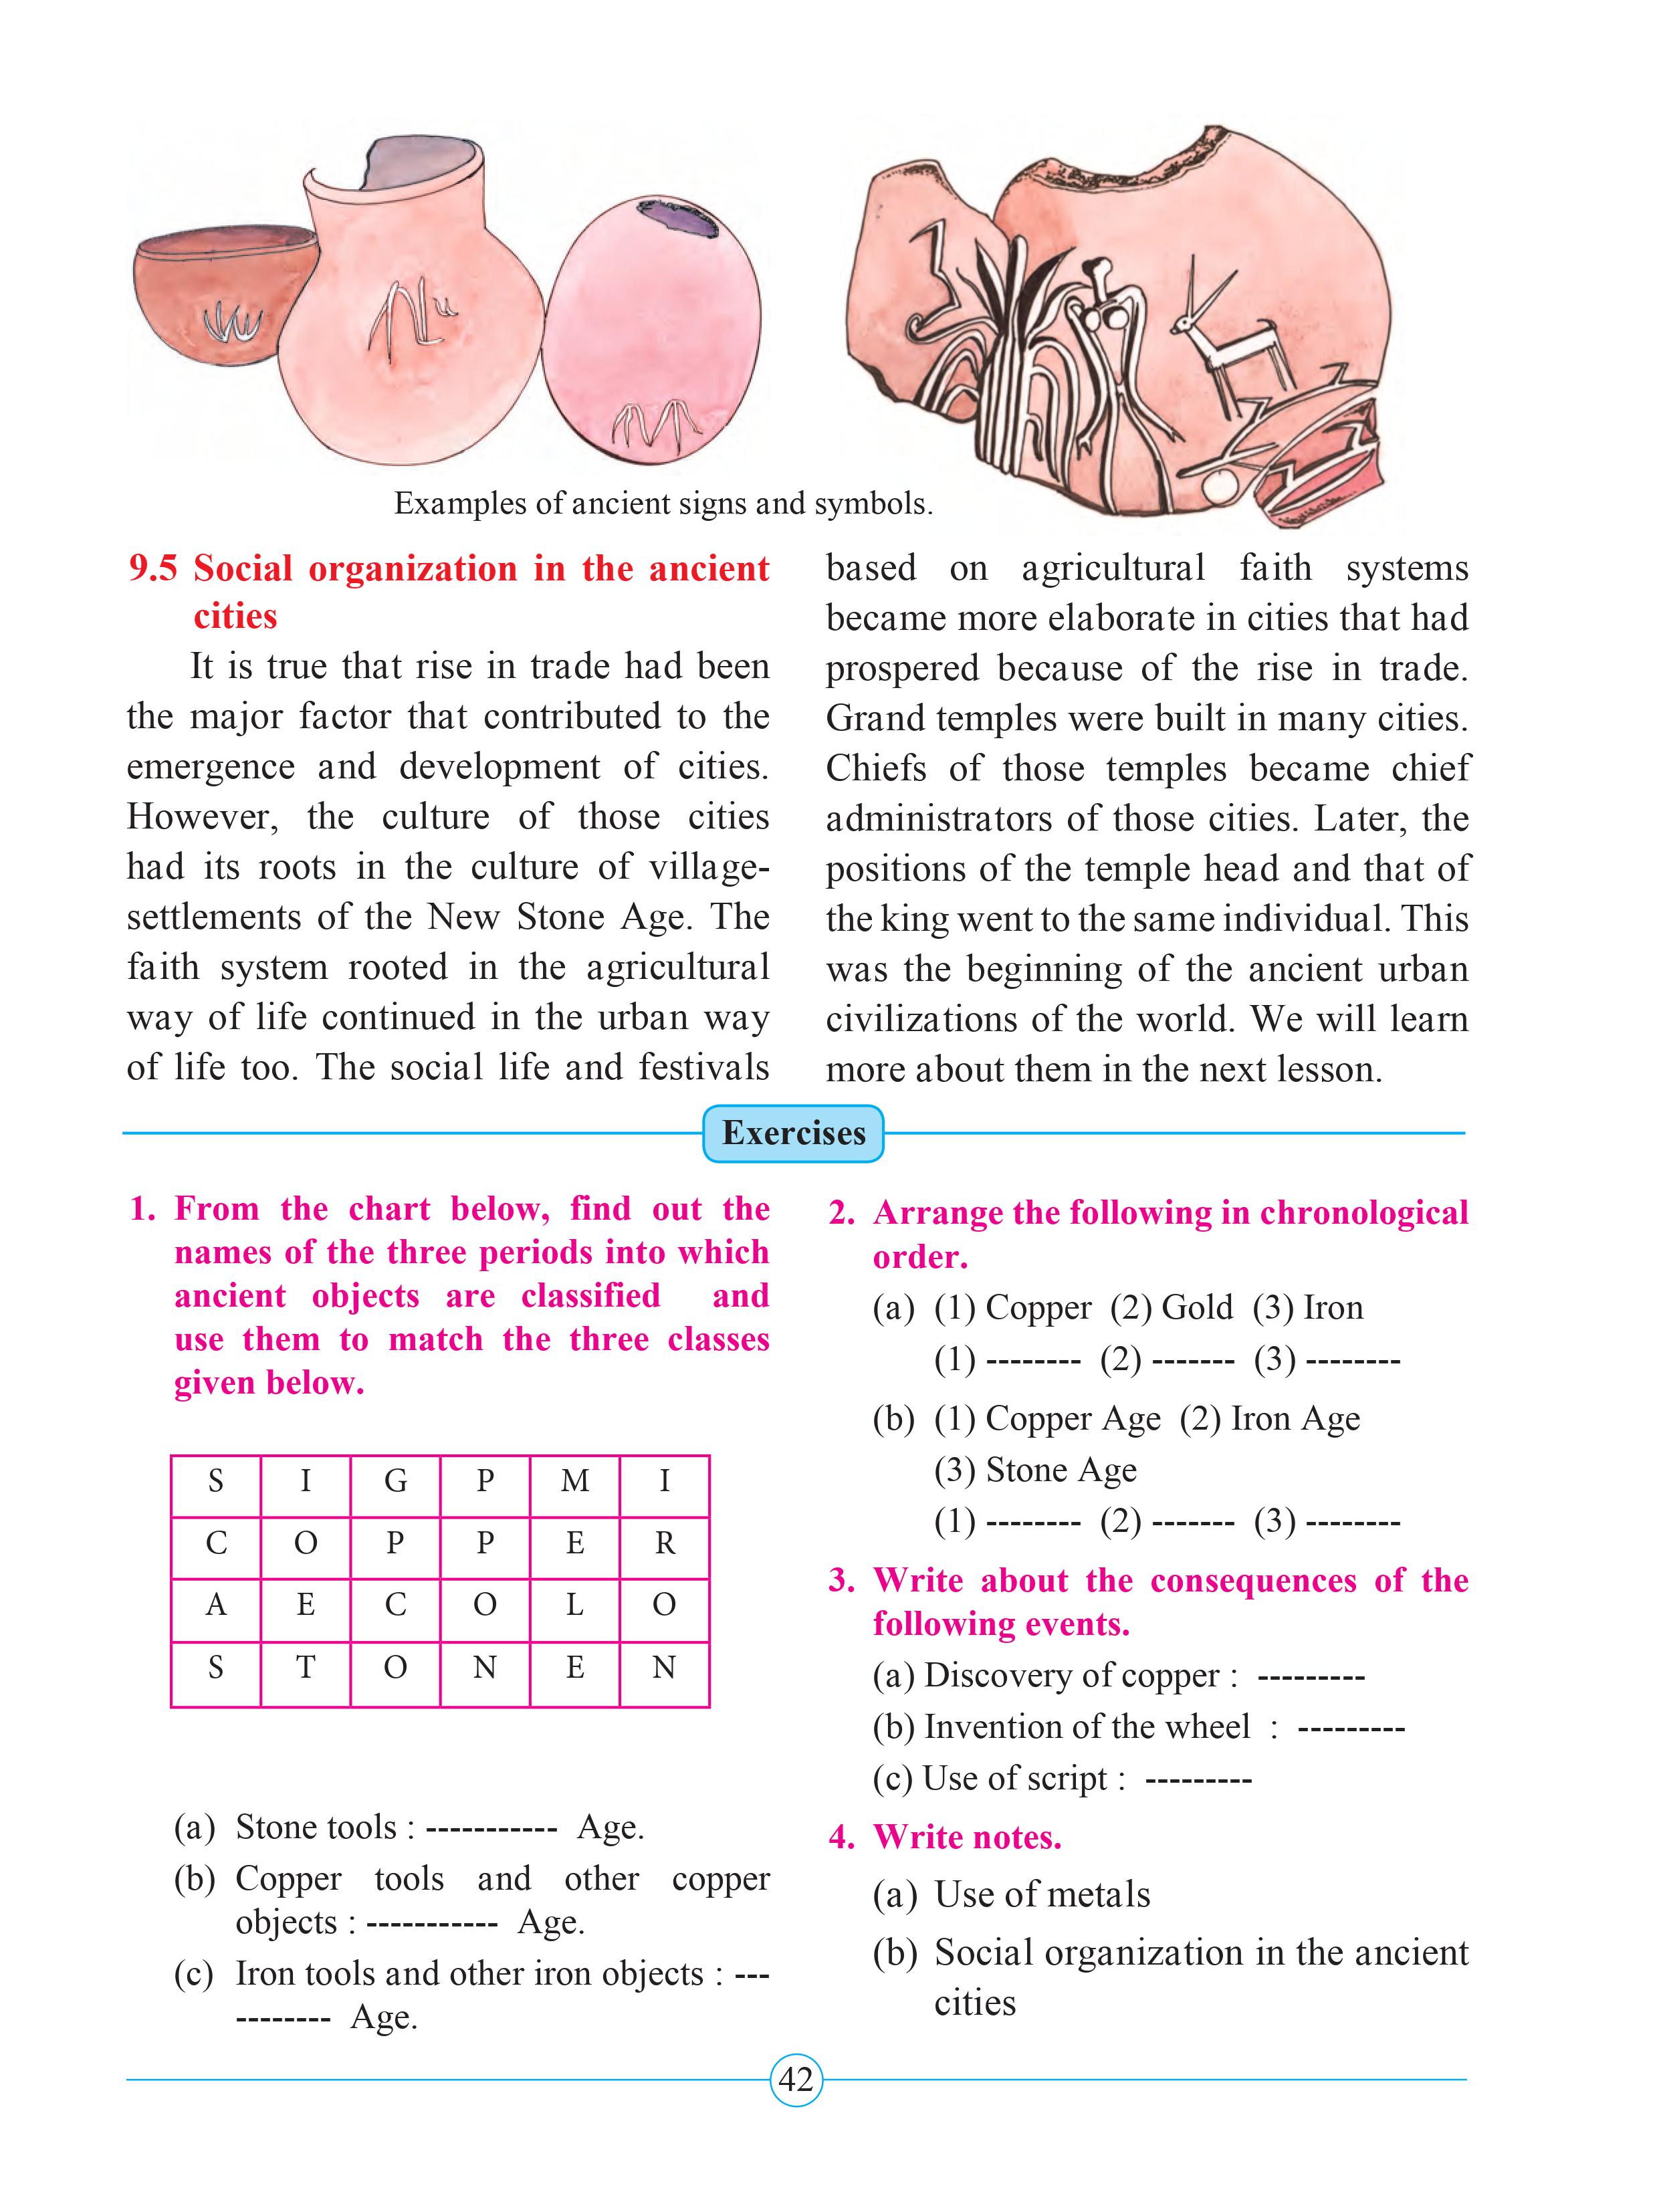 Examples of ancient signs and symbols.
9.5 Social organization in the ancient
cities
It is true that rise in trade had been
the major factor that contributed to the
emergence and development of cities.
However, the culture of those cities
had its roots in the culture of village-
settlements of the New Stone Age. The
faith system rooted in the agricultural
way of life continued in the urban way
of life too. The social life and festivals
based on agricultural faith systems
became more elaborate in cities that had
prospered because of the rise in trade.
Grand temples were built in many cities.
Chiefs of those temples became chief
administrators of those cities. Later, the
positions of the temple head and that of
the king went to the same individual. This
was the beginning of the ancient urban
civilizations of the world. We will learn
more about them in the next lesson.
Exercises
1. From the chart below, find out the
names of the three periods into which
ancient objects are classified and
use them to match the three classes
given below.
S I G P M I
C O P P E R
A E C O L O
S T O N E N
(a) Stone tools : ----------- Age.
(b) Copper tools and other copper
objects : ----------- Age.
(c) Iron tools and other iron objects : ---
-------- Age.
2. Arrange the following in chronological
order.
(a) (1) Copper (2) Gold (3) Iron
(1) -------- (2) ------- (3) --------
(b) (1) Copper Age (2) Iron Age
(3) Stone Age
(1) -------- (2) ------- (3) --------
3. Write about the consequences of the
following events.
(a) Discovery of copper : ---------
(b) Invention of the wheel : ---------
(c) Use of script : ---------
4. Write notes.
(a) Use of metals
(b) Social organization in the ancient
cities
42